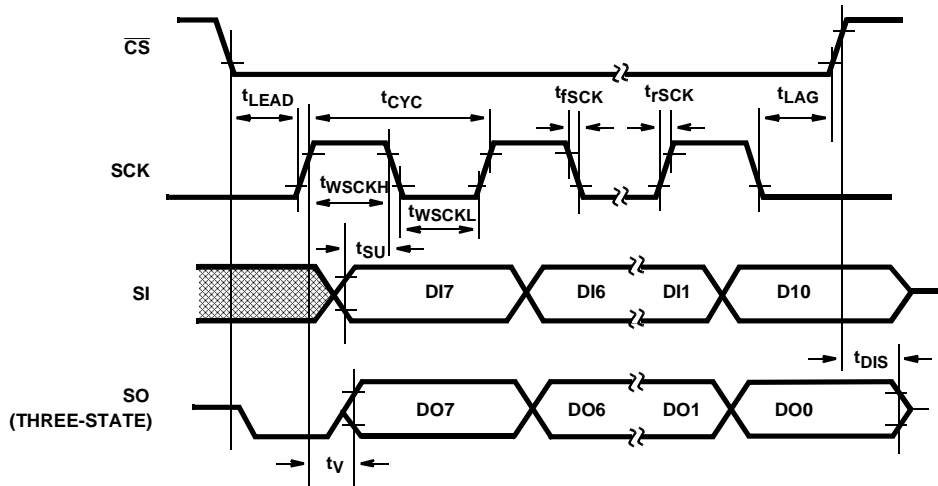 CS
tLEAD
tCYC
tfSCK
trSCK
tLAG
SCK
tWSCKH
tWSCKL
tSU
SI
DI7
DI6
DI1
D10
tDIS
SO
(THREE-STATE)
DO7
DO6
DO1
DO0
tV